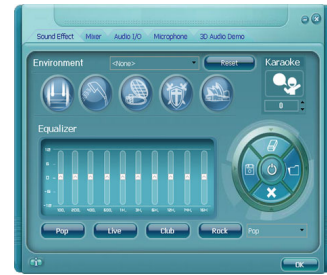 Sound Effect Mixer Audio I/O Microphone 3D Audio Demo
Environment <None> Reset Karaoke
0
Equalizer
Pop Live Club Rock Pop
OK